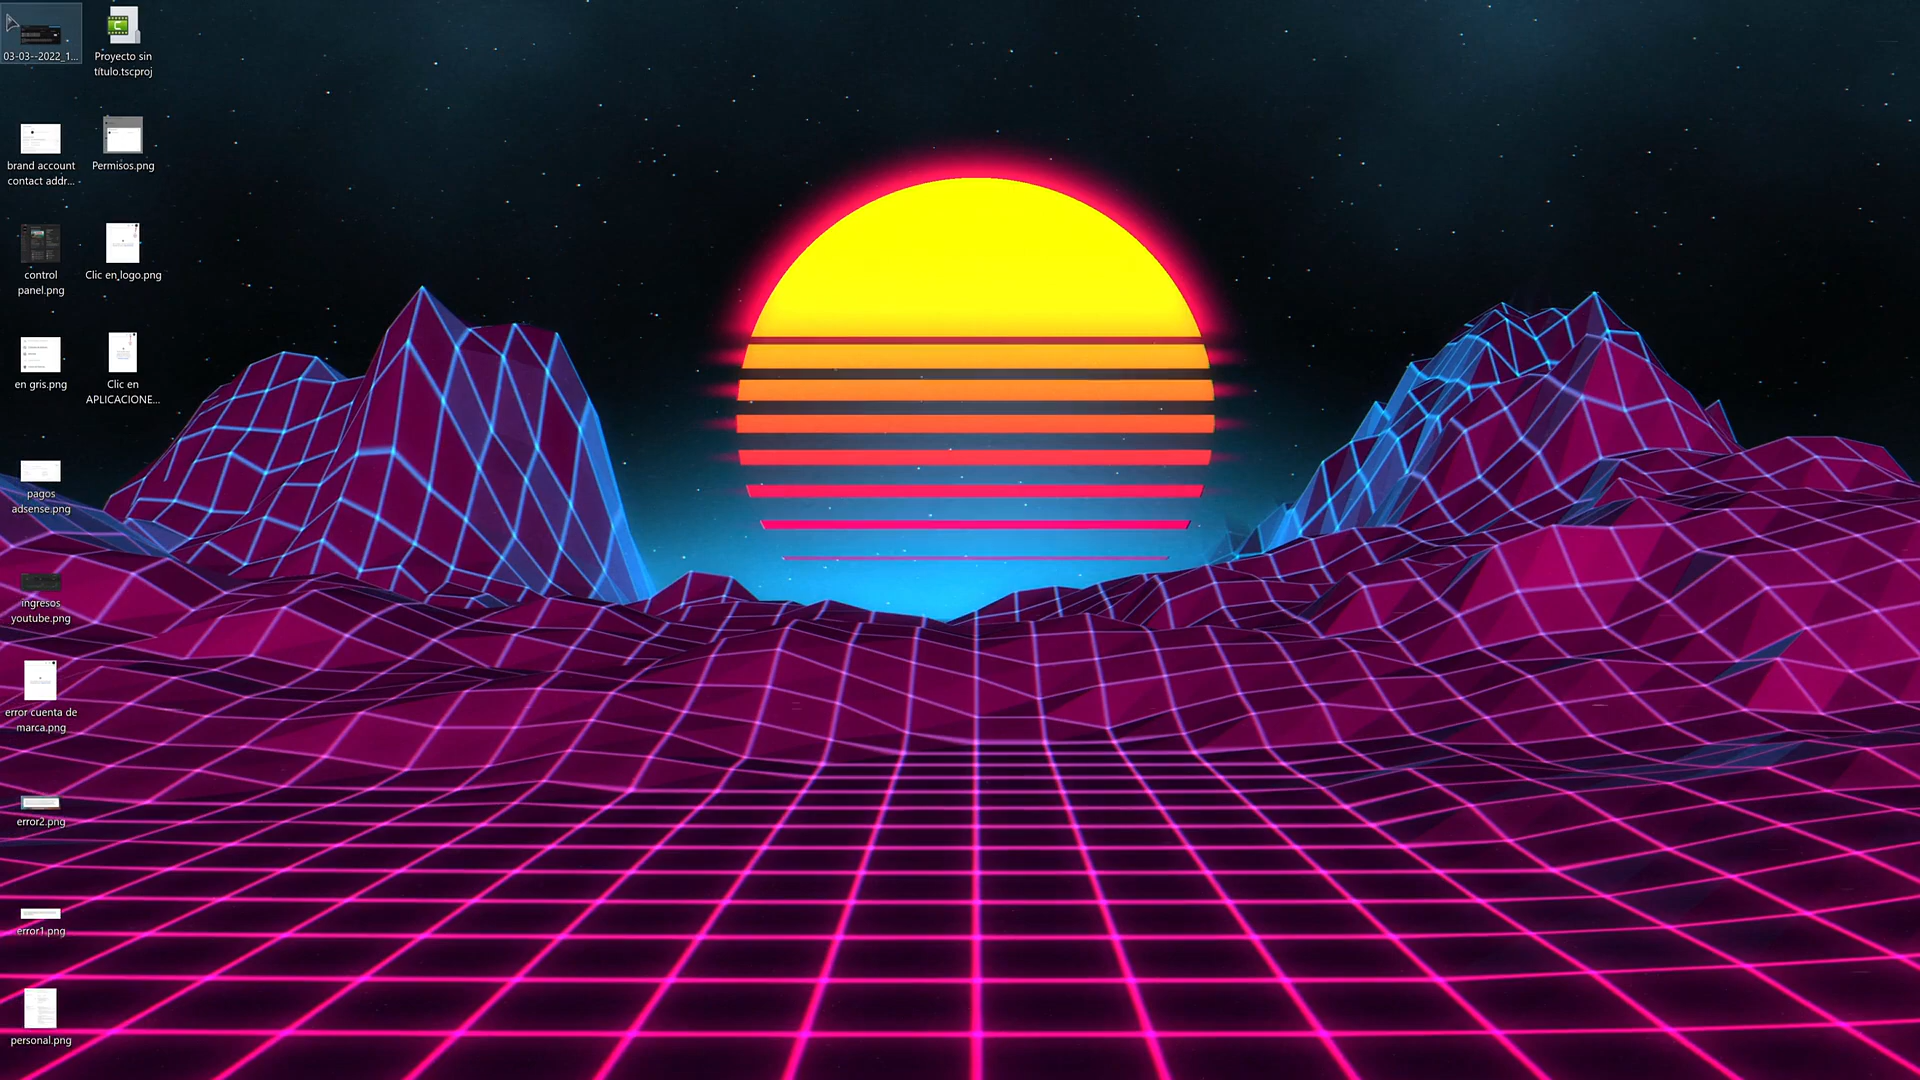 03-03--2022_1...
Proyecto sin
título.tscproj
brand account
contact addr...
Permisos.png
control
panel.png
Clic en_logo.png
en gris.png
Clic en
APLICACIONE...
pagos
adsense.png
ingresos
youtube.png
error cuenta de
marca.png
error2.png
error1.png
personal.png